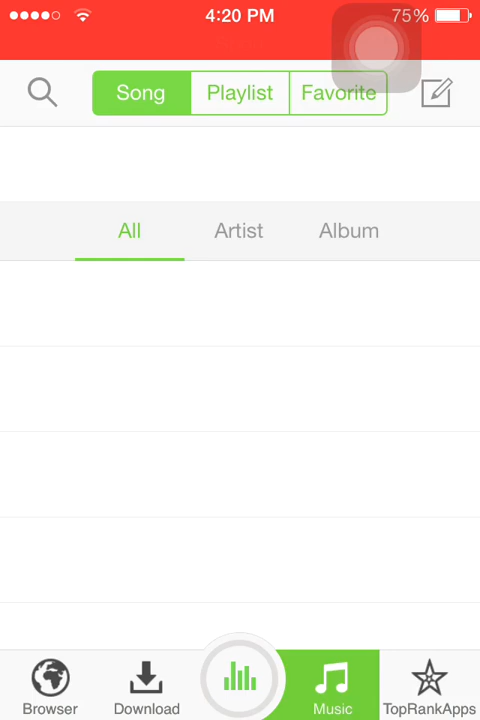 4:20 PM 75%
Song Playlist Favorite
All Artist Album
Browser Download Music TopRankApps